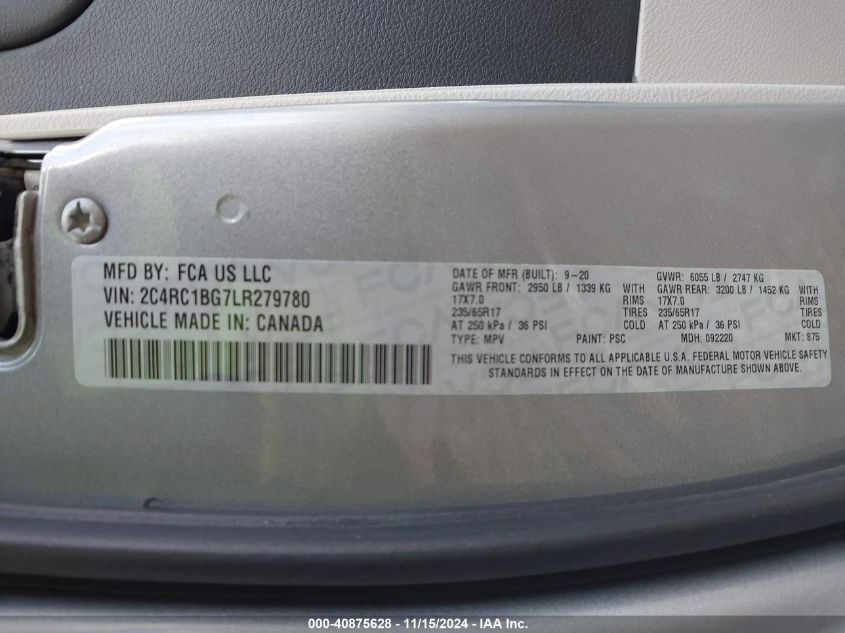 MFD BY: FCA US LLC
VIN: 2C4RC1BG7LR279780
VEHICLE MADE IN: CANADA
DATE OF MFR (BUILT): 9-20 GVWR: 6055 LB / 2747 KG
GAWR FRONT: 2950 LB / 1339 KG WITH GAWR REAR: 3200 LB / 1452 KG WITH
17X7.0 RIMS 17X7.0 RIMS
235/65R17 TIRES 235/65R17 TIRES
AT 250 kPa / 36 PSI COLD AT 250 kPa / 36 PSI COLD
TYPE: MPV PAINT: PSC MDH: 092220 MKT: 875
THIS VEHICLE CONFORMS TO ALL APPLICABLE U.S.A. FEDERAL MOTOR VEHICLE SAFETY
STANDARDS IN EFFECT ON THE DATE OF MANUFACTURE SHOWN ABOVE.
000-40875628 - 11/15/2024 - IAA Inc.